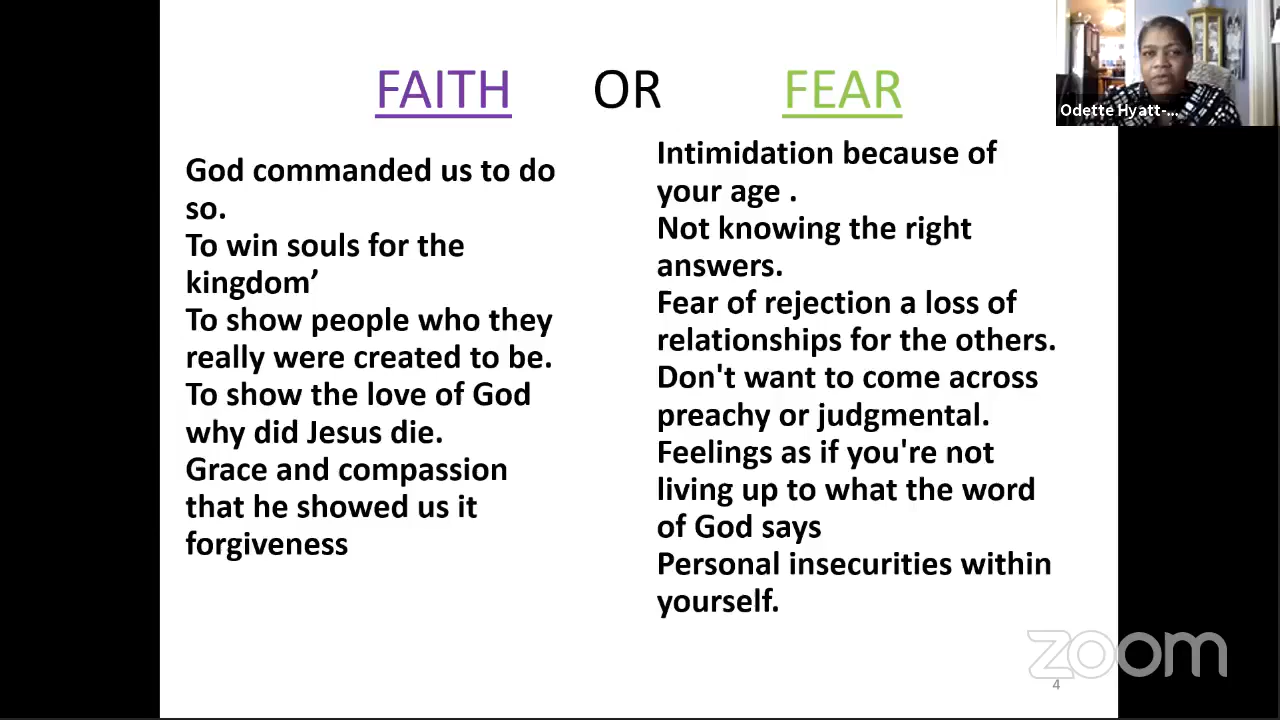 FAITH OR FEAR
God commanded us to do
so.
To win souls for the
kingdom’
To show people who they
really were created to be.
To show the love of God
why did Jesus die.
Grace and compassion
that he showed us it
forgiveness
Intimidation because of
your age .
Not knowing the right
answers.
Fear of rejection a loss of
relationships for the others.
Don't want to come across
preachy or judgmental.
Feelings as if you're not
living up to what the word
of God says
Personal insecurities within
yourself.
Odette Hyatt-...
zoom
4